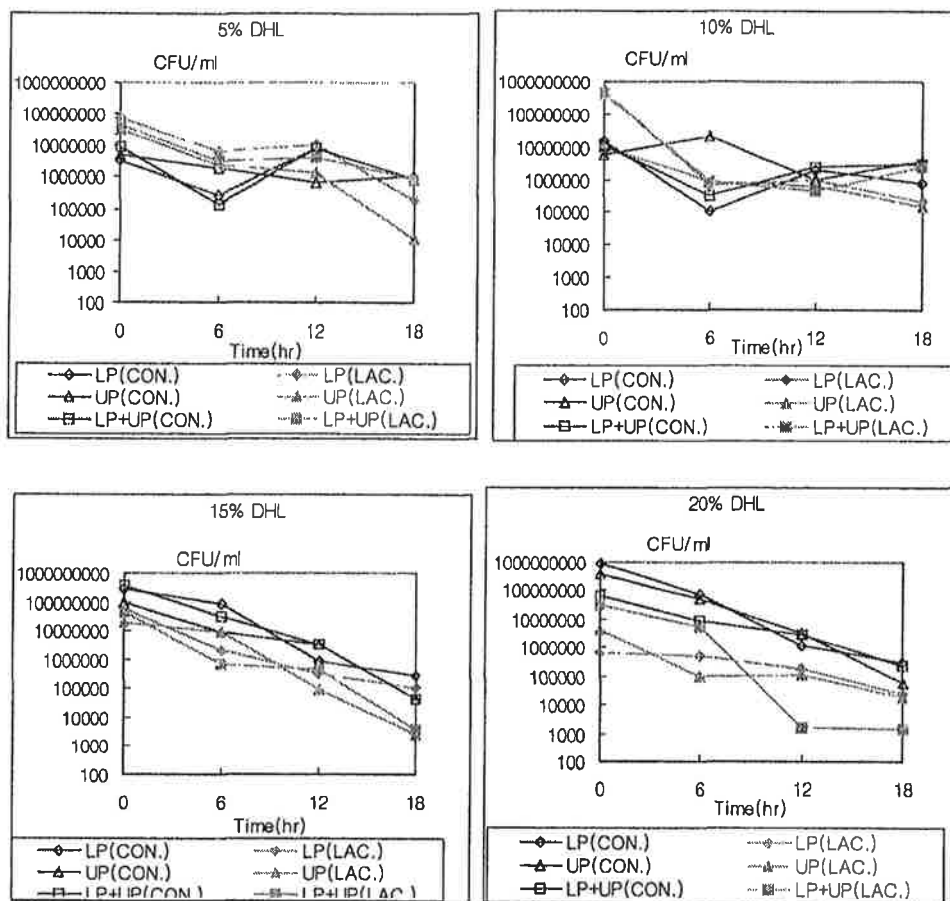 5% DHL
CFU/ml
1000000000
100000000
10000000
1000000
100000
10000
1000
100
0 6 12 18
Time(hr)
LP(CON.) LP(LAC.)
UP(CON.) UP(LAC.)
LP+UP(CON.) LP+UP(LAC.)
10% DHL
CFU/ml
1000000000
100000000
10000000
1000000
100000
10000
1000
100
0 6 12 18
Time(hr)
LP(CON.) LP(LAC.)
UP(CON.) UP(LAC.)
LP+UP(CON.) LP+UP(LAC.)
15% DHL
CFU/ml
1000000000
100000000
10000000
1000000
100000
10000
1000
100
0 6 12 18
Time(hr)
LP(CON.) LP(LAC.)
UP(CON.) UP(LAC.)
LP+UP(CON.) LP+UP(LAC.)
20% DHL
CFU/ml
1000000000
100000000
10000000
1000000
100000
10000
1000
100
0 6 12 18
Time(hr)
LP(CON.) LP(LAC.)
UP(CON.) UP(LAC.)
LP+UP(CON.) LP+UP(LAC.)